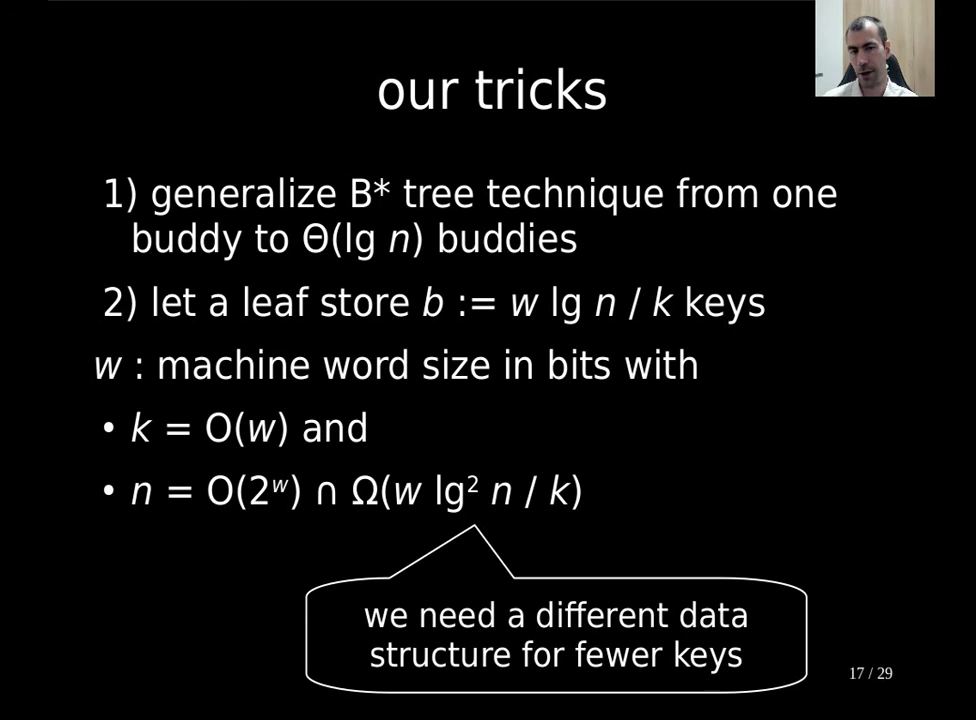 our tricks
1) generalize B* tree technique from one
buddy to Θ(lg n) buddies
2) let a leaf store b := w lg n / k keys
w : machine word size in bits with
• k = O(w) and
• n = O(2ʷ) ∩ Ω(w lg² n / k)
we need a different data
structure for fewer keys
17 / 29